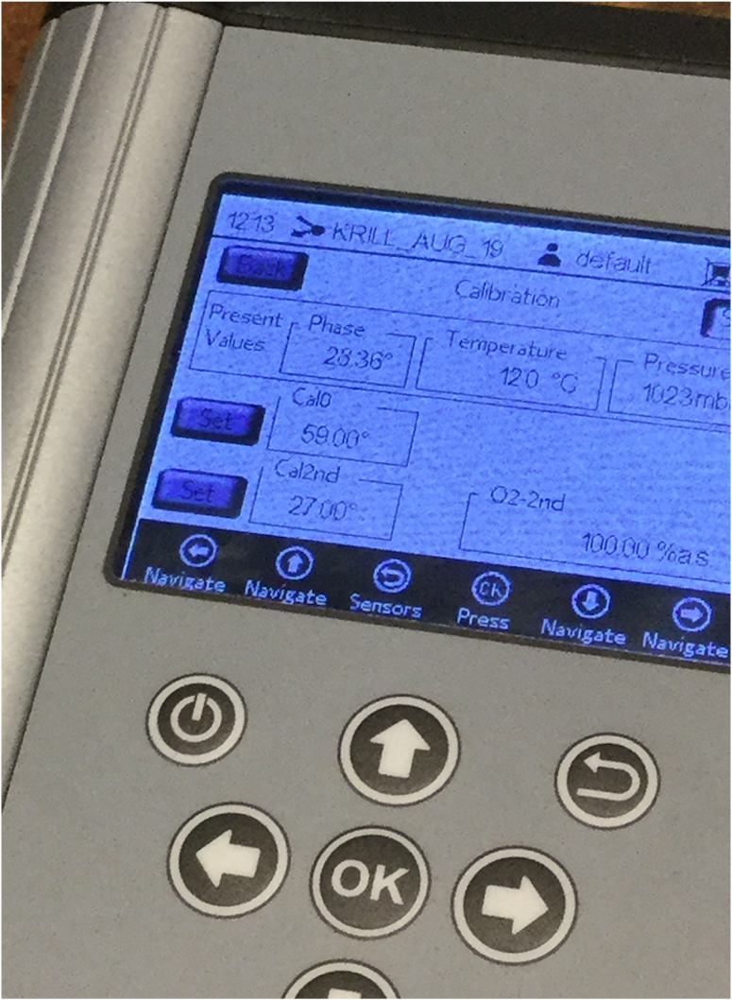 12:13 KRILL_AUG_19 default
Back Calibration
Present Values
Phase
28.36°
Temperature
12.0 °C
Pressure
1023mb
Set
Cal0
59.00°
Set
Cal2nd
27.00°
O2-2nd
100.00 %a.s.
Navigate Navigate Sensors OK Press Navigate Navigate
OK